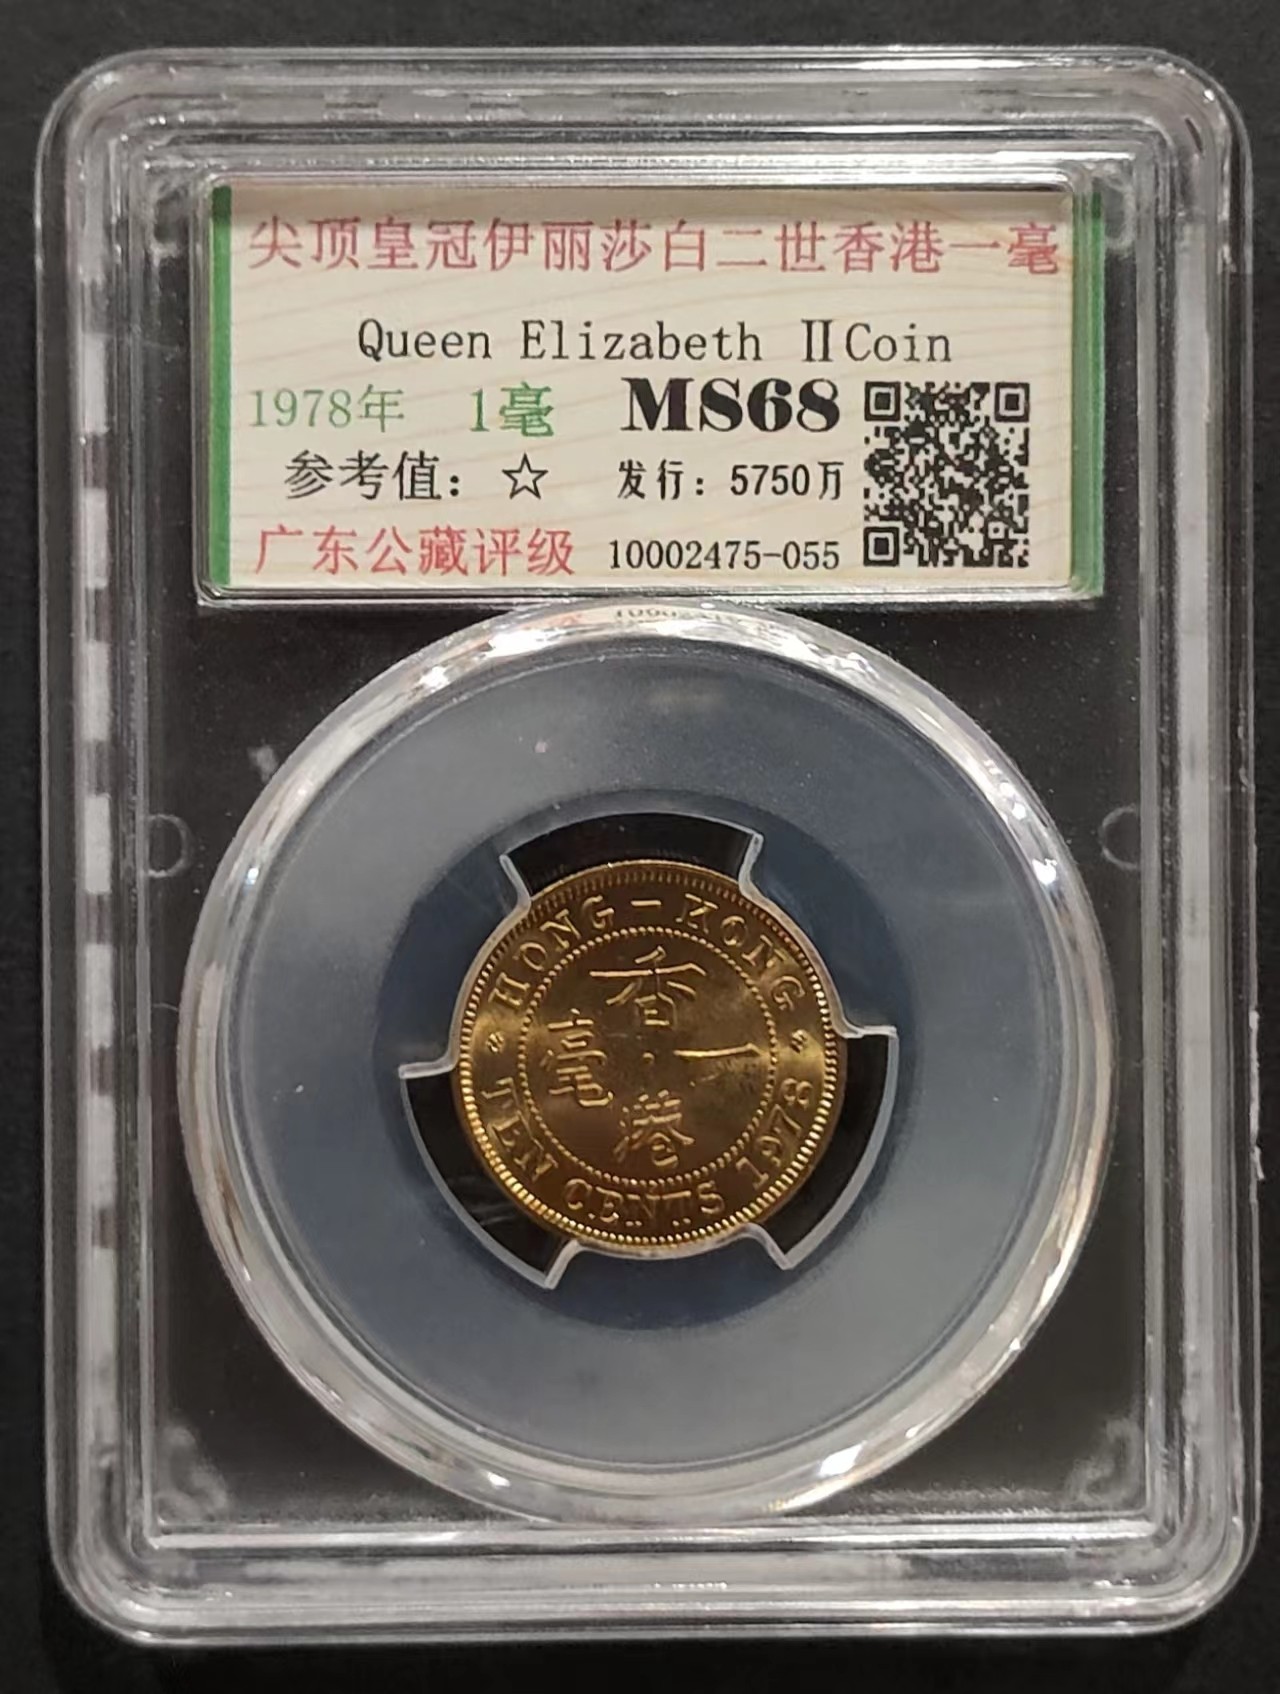 尖顶皇冠伊丽莎白二世香港一毫
Queen Elizabeth Ⅱ Coin
1978年 1毫 MS68
参考值：☆ 发行：5750万
广东公藏评级 10002475-055
HONG-KONG
香
毫 一
港
TEN CENTS 1978